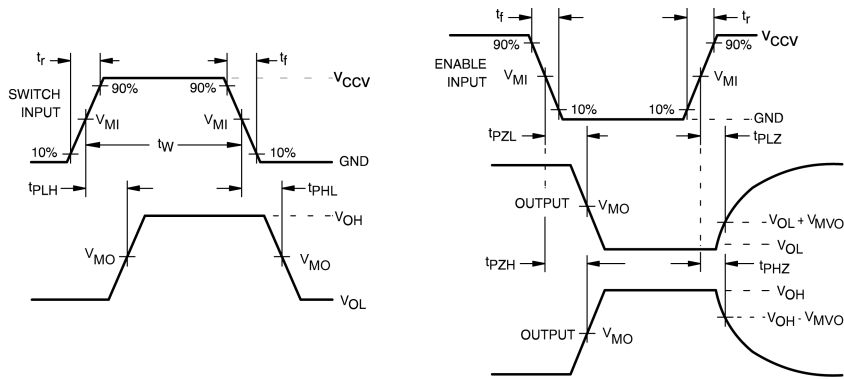 tr
tf
VCCV
90%
90%
SWITCH
INPUT
VMI
VMI
tW
10%
10%
GND
tPLH
tPHL
VOH
VMO
VMO
VOL
tf
tr
90%
90%
VCCV
ENABLE
INPUT
VMI
VMI
10%
10%
GND
tPZL
tPLZ
OUTPUT
VMO
VOL + VMVO
VOL
tPZH
tPHZ
VOH
VOH - VMVO
OUTPUT
VMO